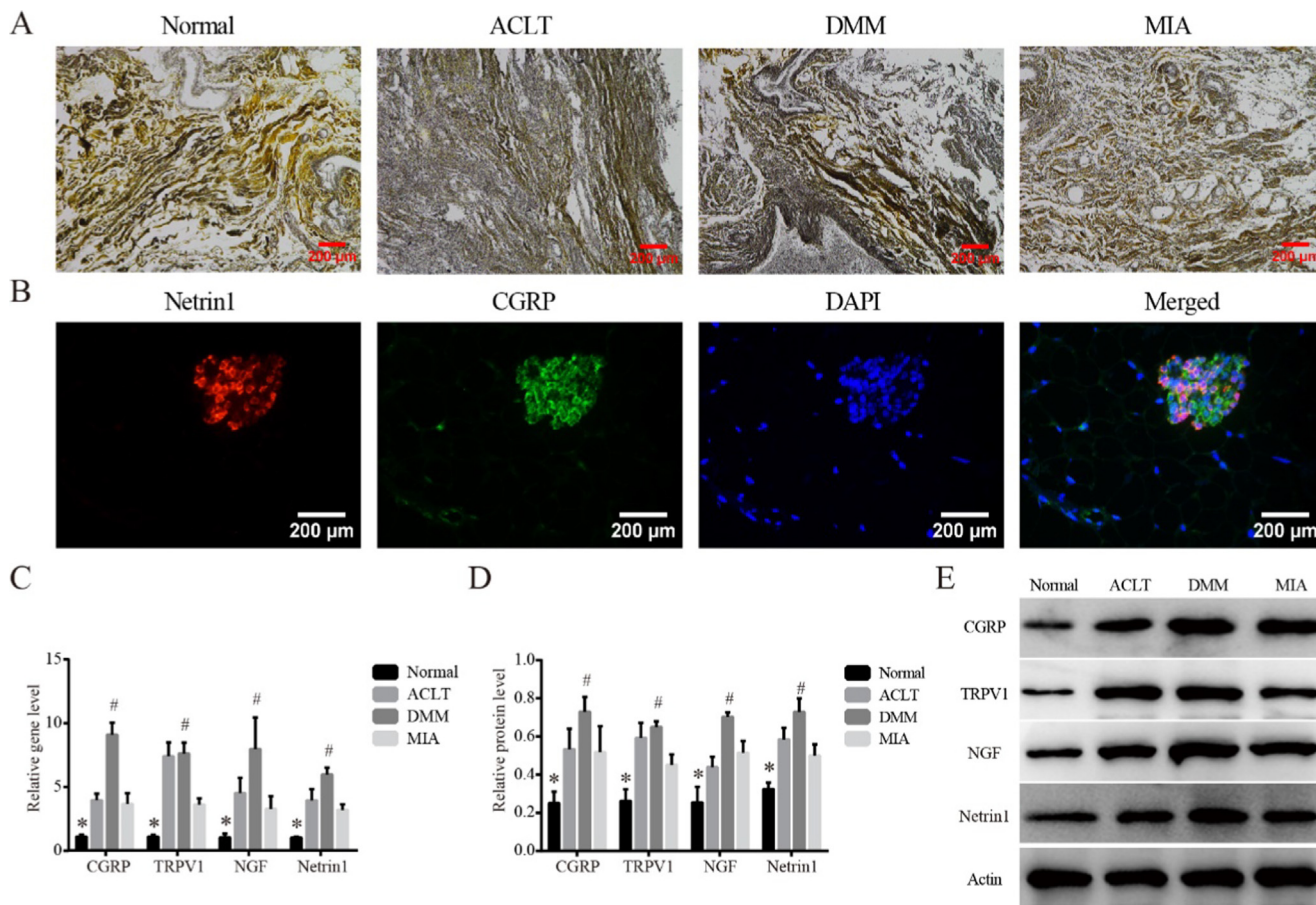 A
Normal
ACLT
DMM
MIA
200 μm
200 μm
200 μm
200 μm
B
Netrin1
CGRP
DAPI
Merged
200 μm
200 μm
200 μm
200 μm
C
Relative gene level
15
10
5
0
*
#
*
#
*
#
*
#
CGRP
TRPV1
NGF
Netrin1
Normal
ACLT
DMM
MIA
D
Relative protein level
1.0
0.8
0.6
0.4
0.2
0.0
*
#
*
#
*
#
*
#
CGRP
TRPV1
NGF
Netrin1
Normal
ACLT
DMM
MIA
E
Normal ACLT DMM MIA
CGRP
TRPV1
NGF
Netrin1
Actin